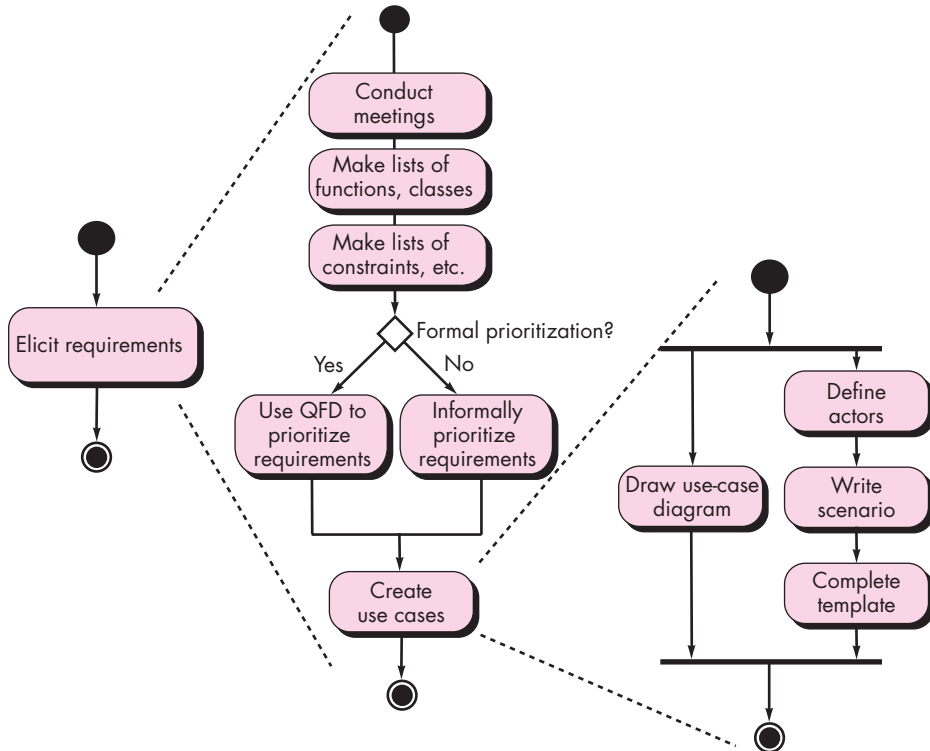 Elicit requirements
Conduct
meetings
Make lists of
functions, classes
Make lists of
constraints, etc.
Formal prioritization?
Yes
No
Use QFD to
prioritize
requirements
Informally
prioritize
requirements
Create
use cases
Draw use-case
diagram
Define
actors
Write
scenario
Complete
template